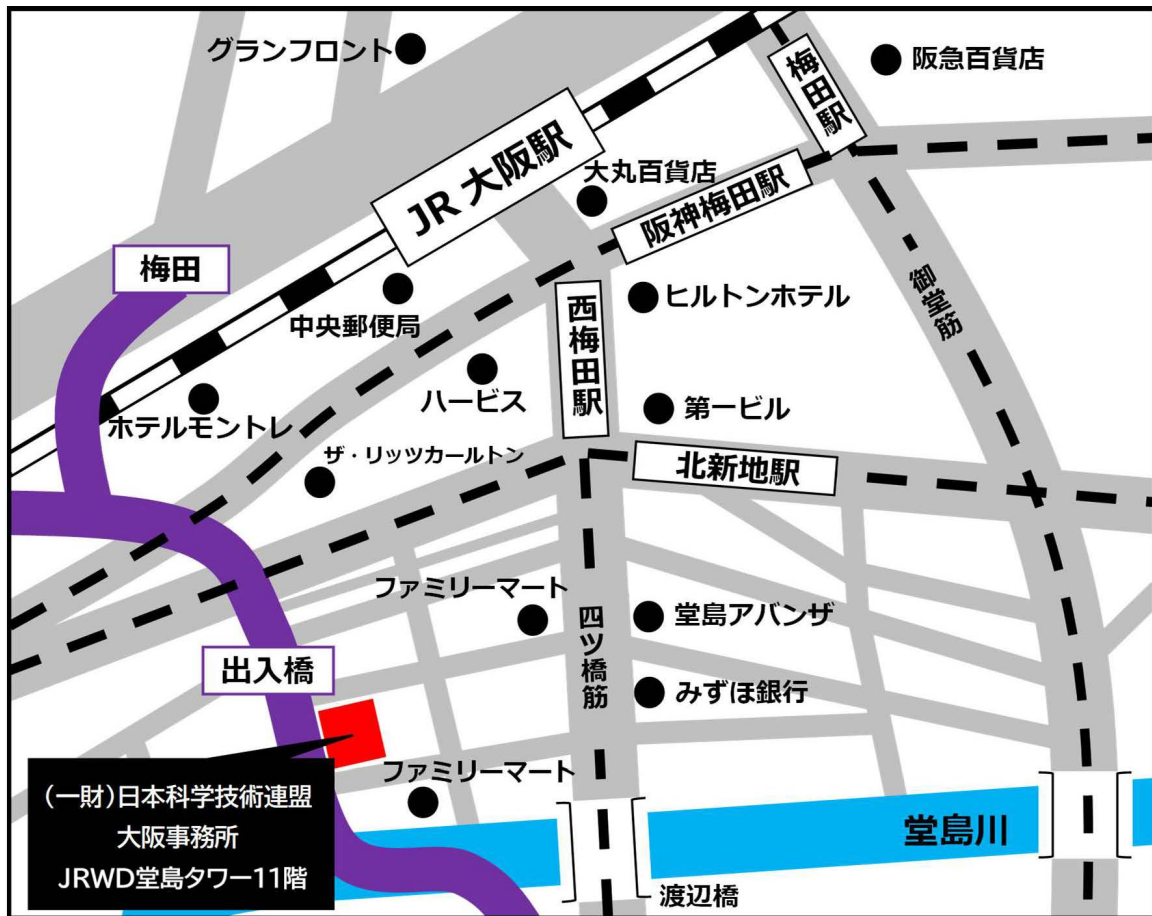 グランフロント
阪急百貨店
梅田駅
JR 大阪駅
大丸百貨店
阪神梅田駅
梅田
中央郵便局
西梅田駅
ヒルトンホテル
御堂筋
ホテルモントレ
ハービス
第一ビル
ザ・リッツカールトン
北新地駅
ファミリーマート
四ツ橋筋
堂島アバンザ
出入橋
みずほ銀行
ファミリーマート
(一財)日本科学技術連盟
大阪事務所
JRWD堂島タワー11階
堂島川
渡辺橋